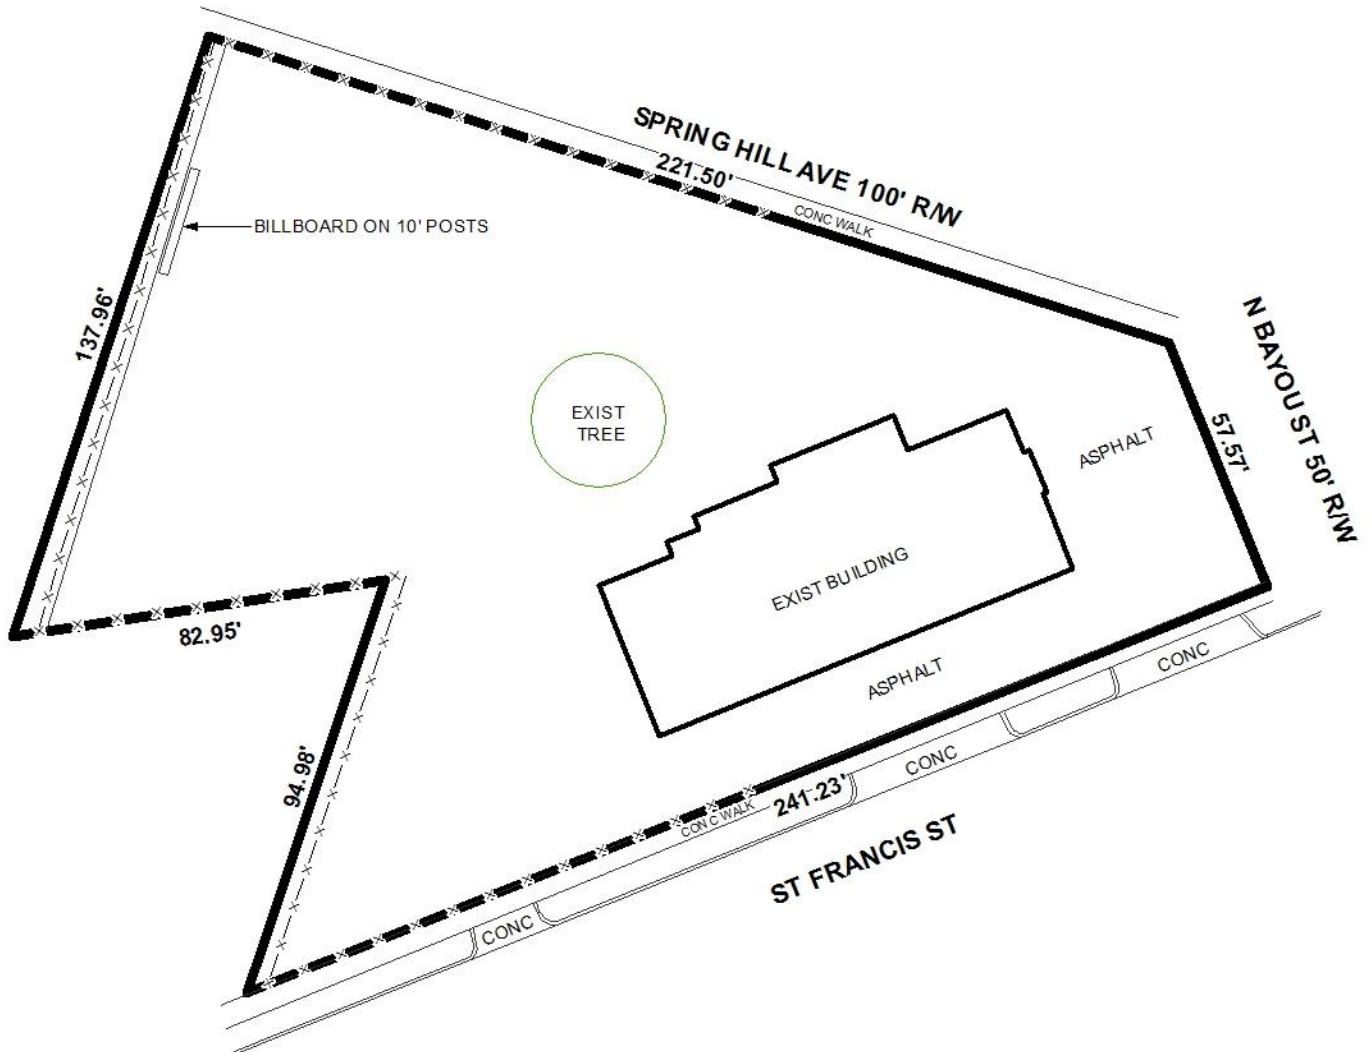 SPRING HILL AVE 100' R/W
221.50'
CONC WALK
BILLBOARD ON 10' POSTS
N BAYOU ST 50' R/W
137.96'
EXIST
TREE
57.57'
ASPHALT
EXIST BUILDING
82.95'
ASPHALT
CONC
94.98'
CONC
241.23'
CONC WALK
ST FRANCIS ST
CONC